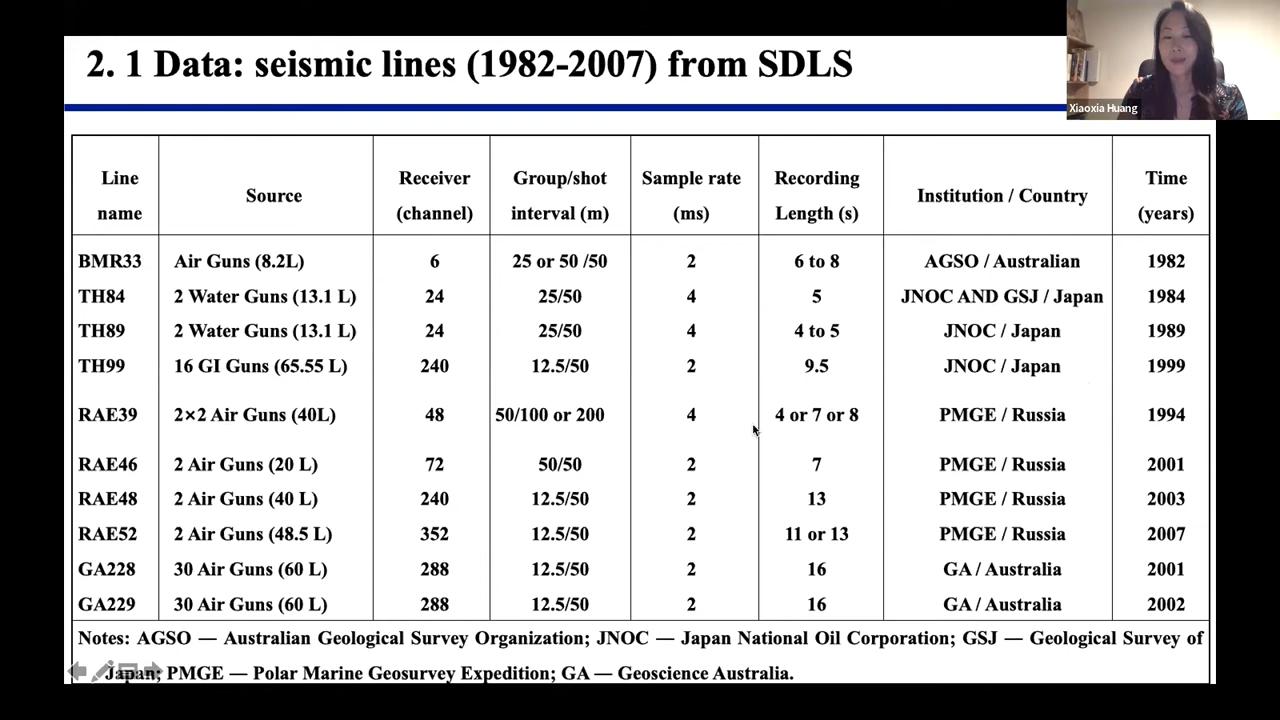 2. 1 Data: seismic lines (1982-2007) from SDLS
Xiaoxia Huang
Line name Source Receiver (channel) Group/shot interval (m) Sample rate (ms) Recording Length (s) Institution / Country Time (years)
BMR33 Air Guns (8.2L) 6 25 or 50 /50 2 6 to 8 AGSO / Australian 1982
TH84 2 Water Guns (13.1 L) 24 25/50 4 5 JNOC AND GSJ / Japan 1984
TH89 2 Water Guns (13.1 L) 24 25/50 4 4 to 5 JNOC / Japan 1989
TH99 16 GI Guns (65.55 L) 240 12.5/50 2 9.5 JNOC / Japan 1999
RAE39 2×2 Air Guns (40L) 48 50/100 or 200 4 4 or 7 or 8 PMGE / Russia 1994
RAE46 2 Air Guns (20 L) 72 50/50 2 7 PMGE / Russia 2001
RAE48 2 Air Guns (40 L) 240 12.5/50 2 13 PMGE / Russia 2003
RAE52 2 Air Guns (48.5 L) 352 12.5/50 2 11 or 13 PMGE / Russia 2007
GA228 30 Air Guns (60 L) 288 12.5/50 2 16 GA / Australia 2001
GA229 30 Air Guns (60 L) 288 12.5/50 2 16 GA / Australia 2002
Notes: AGSO — Australian Geological Survey Organization; JNOC — Japan National Oil Corporation; GSJ — Geological Survey of
Japan; PMGE — Polar Marine Geosurvey Expedition; GA — Geoscience Australia.